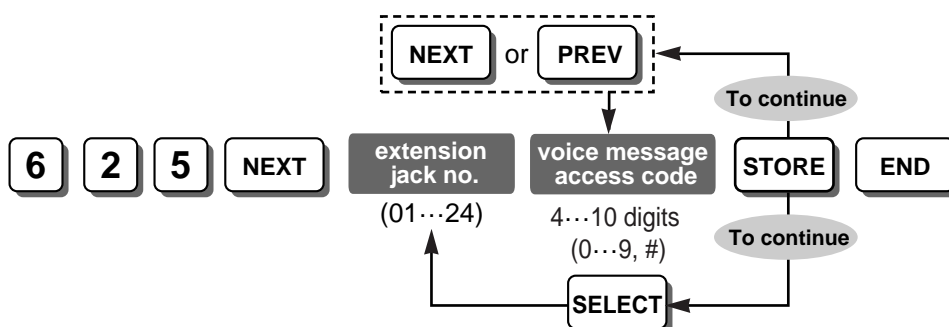 NEXT or PREV
To continue
6 2 5 NEXT extension jack no. voice message access code STORE END
(01⋯24) 4⋯10 digits (0⋯9, #)
To continue
SELECT